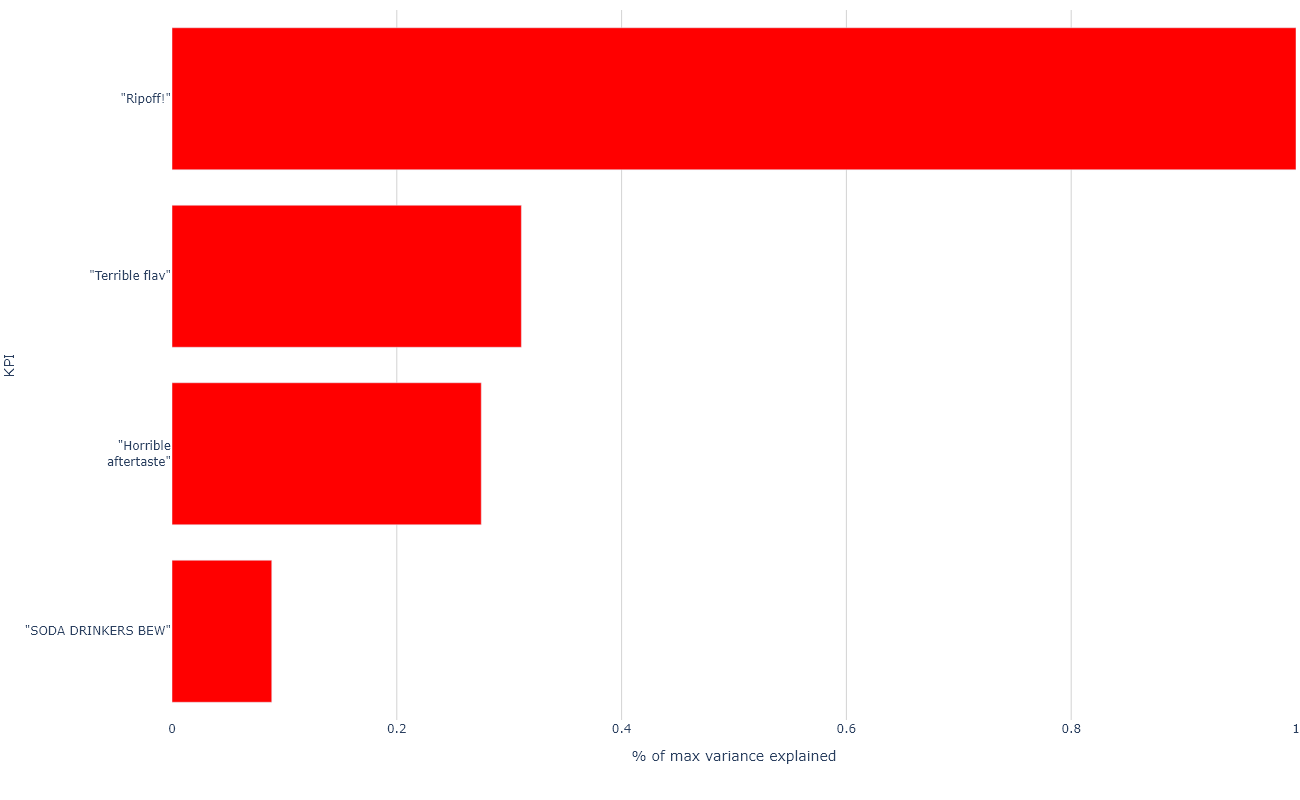 "Ripoff!"
"Terrible flav"
"Horrible
aftertaste"
"SODA DRINKERS BEW"
KPI
0
0.2
0.4
0.6
0.8
1
% of max variance explained